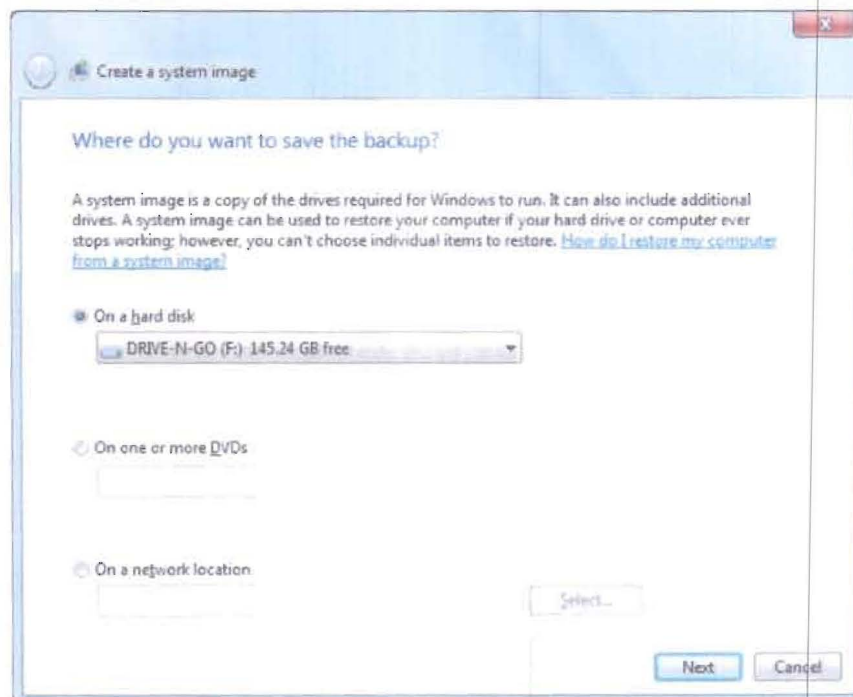 Create a system image
Where do you want to save the backup?
A system image is a copy of the drives required for Windows to run. It can also include additional
drives. A system image can be used to restore your computer if your hard drive or computer ever
stops working; however, you can't choose individual items to restore. How do I restore my computer
from a system image?
On a hard disk
DRIVE-N-GO (F:) 145.24 GB free
On one or more DVDs
On a network location
Select...
Next
Cancel